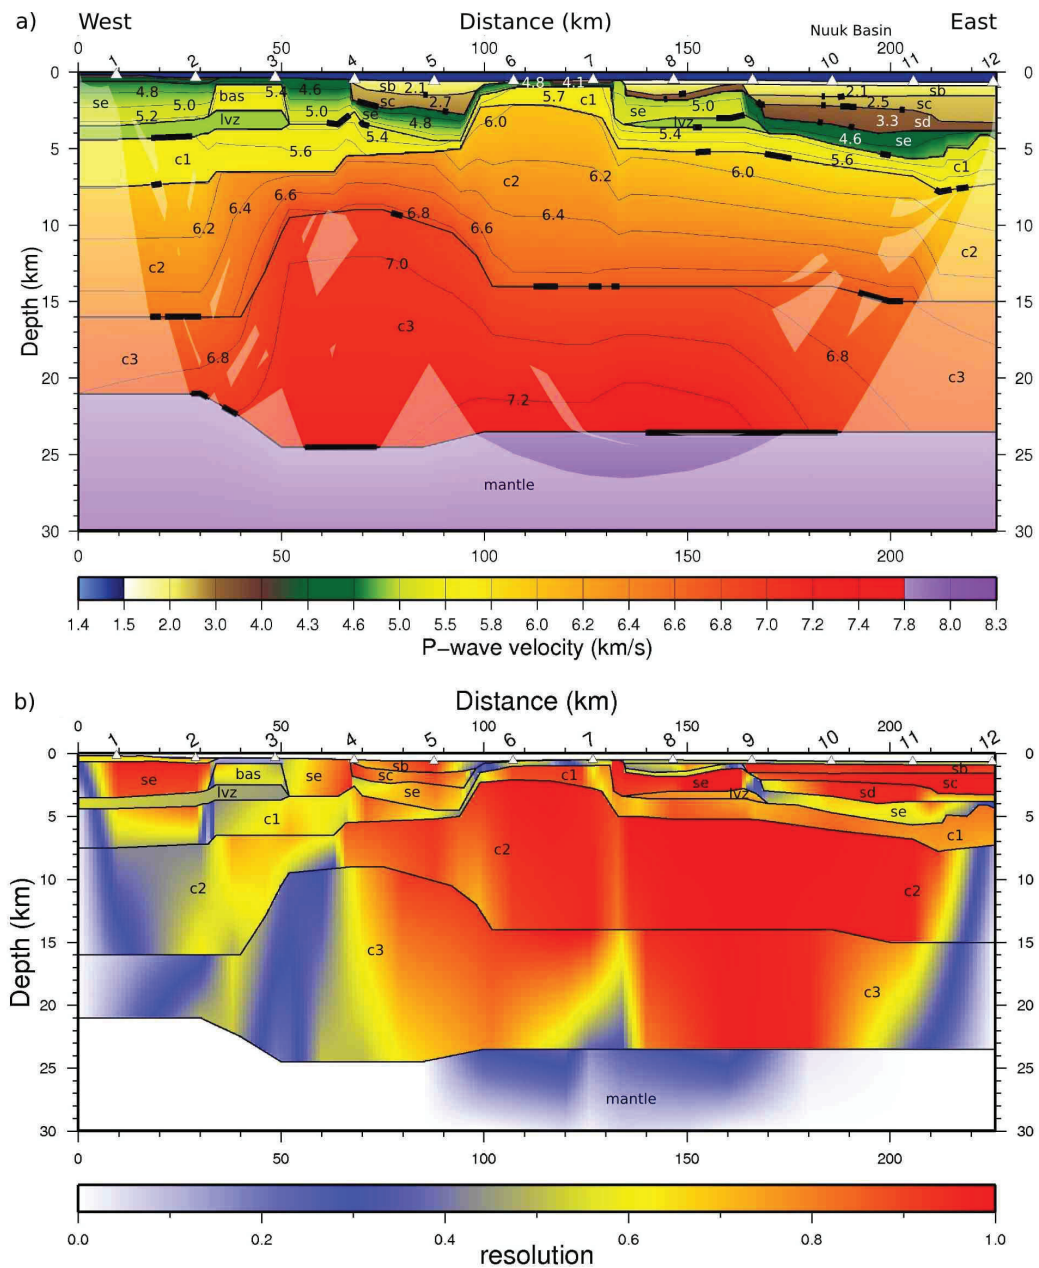 a)
West Distance (km) East
Nuuk Basin
0 50 100 150 200
1 2 3 4 5 6 7 8 9 10 11 12
0 0
4.8 5.4 4.6 sb 2.1 4.8 4.1 2.1 sb
se 5.0 bas sc 2.7 5.7 c1 se 5.0 2.5 sc
5.2 lvz 5.0 se 4.8 6.0 lvz 3.3 sd
5.4 5.4 4.6 se
5 5
c1 5.6 6.0 5.6 c1
6.6 c2 6.2
6.4 6.8 6.4
6.2 6.6
10 10
c2 7.0 c2
15 15
c3 6.8 c3 6.8 c3
20 20
7.2
25 25
mantle
30 30
Depth (km)
0 50 100 150 200
1.4 1.5 2.0 3.0 4.0 4.3 4.6 5.0 5.5 5.8 6.0 6.2 6.4 6.6 6.8 7.0 7.2 7.4 7.8 8.0 8.3
P-wave velocity (km/s)
b)
Distance (km)
0 50 100 150 200
1 2 3 4 5 6 7 8 9 10 11 12
0 0
se bas se sb c1 se sb
lvz sc lvz sd sc
c1 se se
5 5
c1
c2
10 10
c2 c2
15 15
c3
c3
20 20
25 25
mantle
30 30
Depth (km)
0 50 100 150 200
0.0 0.2 0.4 0.6 0.8 1.0
resolution